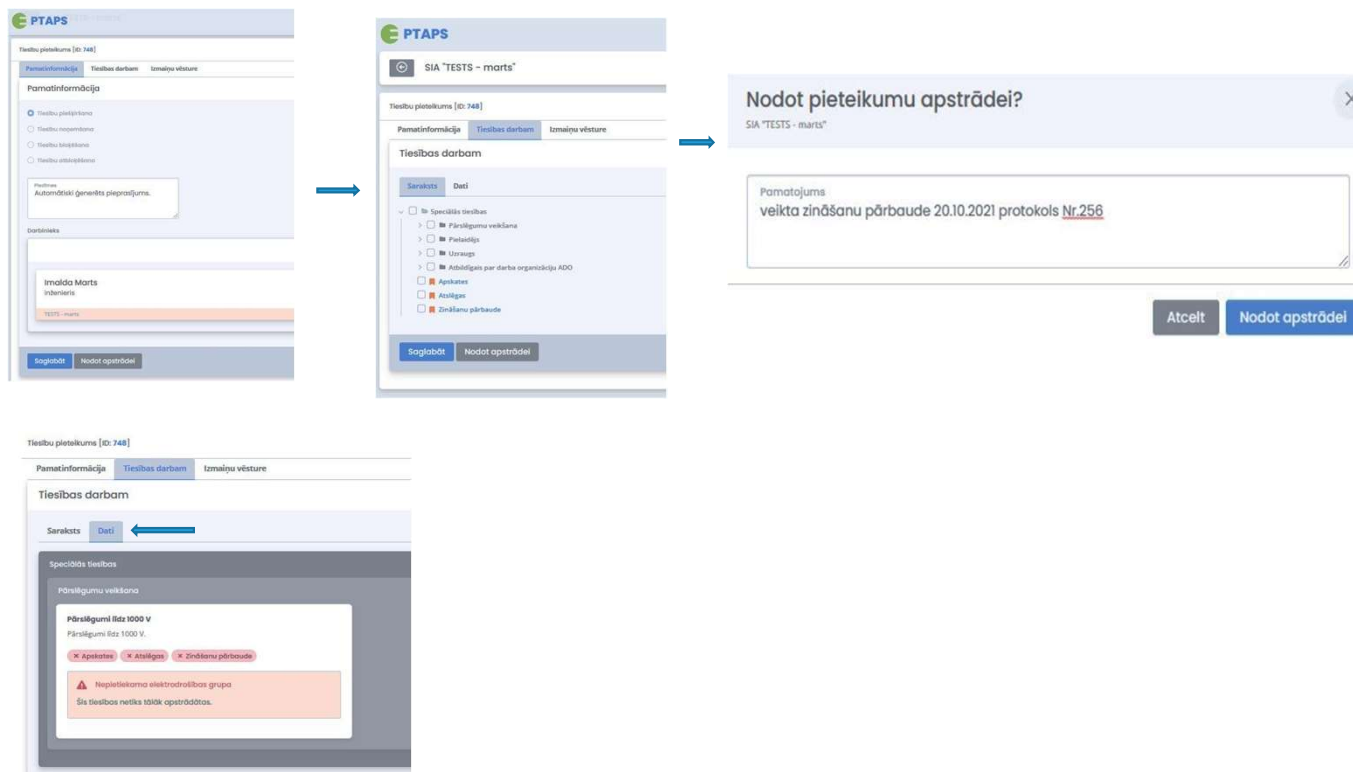 PTAPS
Tiesību pieteikums [ID: 748]
Pamatinformācija Tiesības darbam Izmaiņu vēsture
Pamatinformācija
Tiesību piešķiršana
Tiesību noņemšana
Tiesību bloķēšana
Tiesību atbloķēšana
Piezīmes
Automātiski ģenerēts pieprasījums.
Darbinieks
Imalda Marts
inženieris
TESTS - marts
Saglabāt Nodot apstrādei
PTAPS
SIA "TESTS - marts"
Tiesību pieteikums [ID: 748]
Pamatinformācija Tiesības darbam Izmaiņu vēsture
Tiesības darbam
Saraksts Dati
Speciālās tiesības
Pārslēgumu veikšana
Pielaidējs
Uzraugs
Atbildīgais par darba organizāciju ADO
Apskates
Atslēgas
Zināšanu pārbaude
Saglabāt Nodot apstrādei
Nodot pieteikumu apstrādei?
SIA "TESTS - marts"
Pamatojums
veikta zināšanu pārbaude 20.10.2021 protokols Nr.256
Atcelt Nodot apstrādei
Tiesību pieteikums [ID: 748]
Pamatinformācija Tiesības darbam Izmaiņu vēsture
Tiesības darbam
Saraksts Dati
Speciālās tiesības
Pārslēgumu veikšana
Pārslēgumi līdz 1000 V
Pārslēgumi līdz 1000 V.
× Apskates × Atslēgas × Zināšanu pārbaude
Nepietiekama elektrodrošības grupa
Šīs tiesības netiks tālāk apstrādātas.